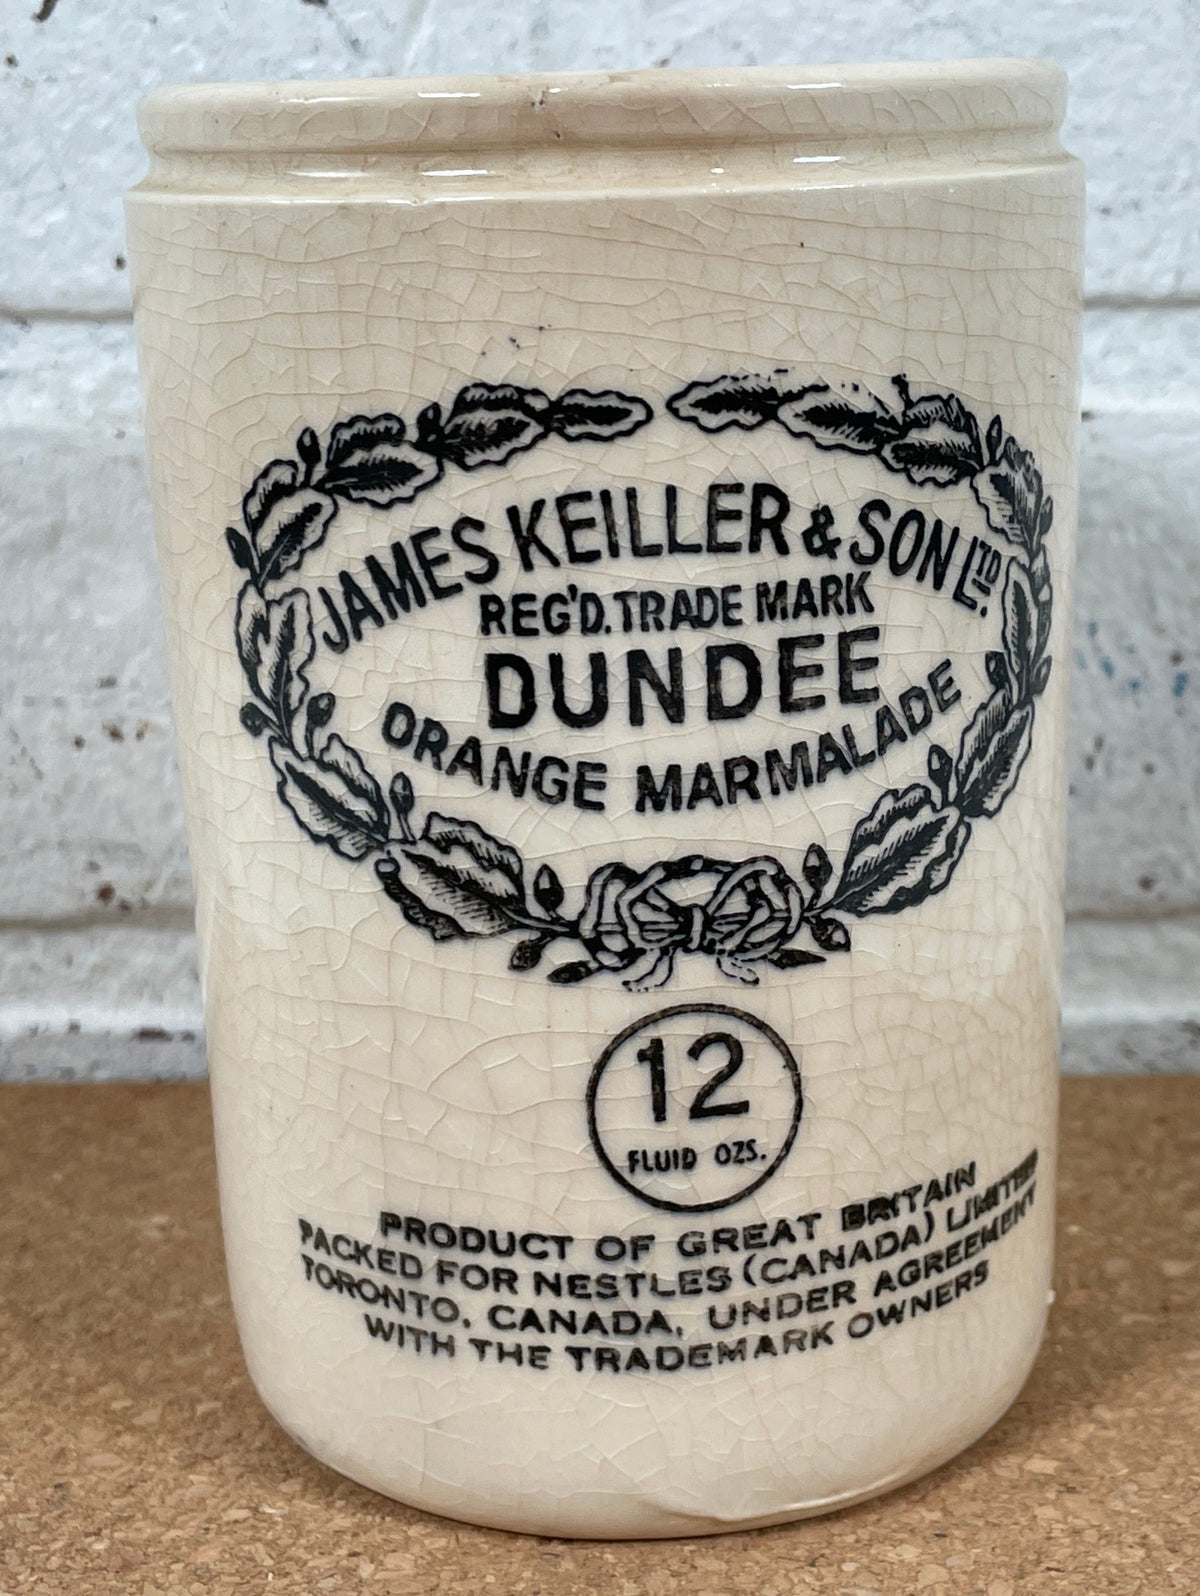 JAMES KEILLER & SON LTD.
REG'D. TRADE MARK
DUNDEE
ORANGE MARMALADE
12
FLUID OZS.
PRODUCT OF GREAT BRITAIN
PACKED FOR NESTLES (CANADA) LIMITED
TORONTO, CANADA, UNDER AGREEMENT
WITH THE TRADEMARK OWNERS